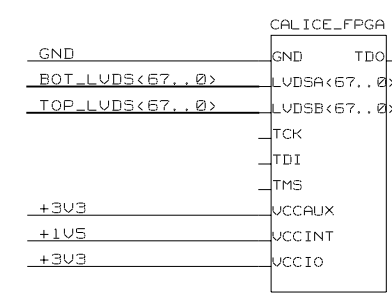 CALICE_FPGA
GND GND TDO
BOT_LVDS<67..0> LVDSA<67..0>
TOP_LVDS<67..0> LVDSB<67..0>
TCK
TDI
TMS
+3V3 VCCAUX
+1V5 VCCINT
+3V3 VCCIO